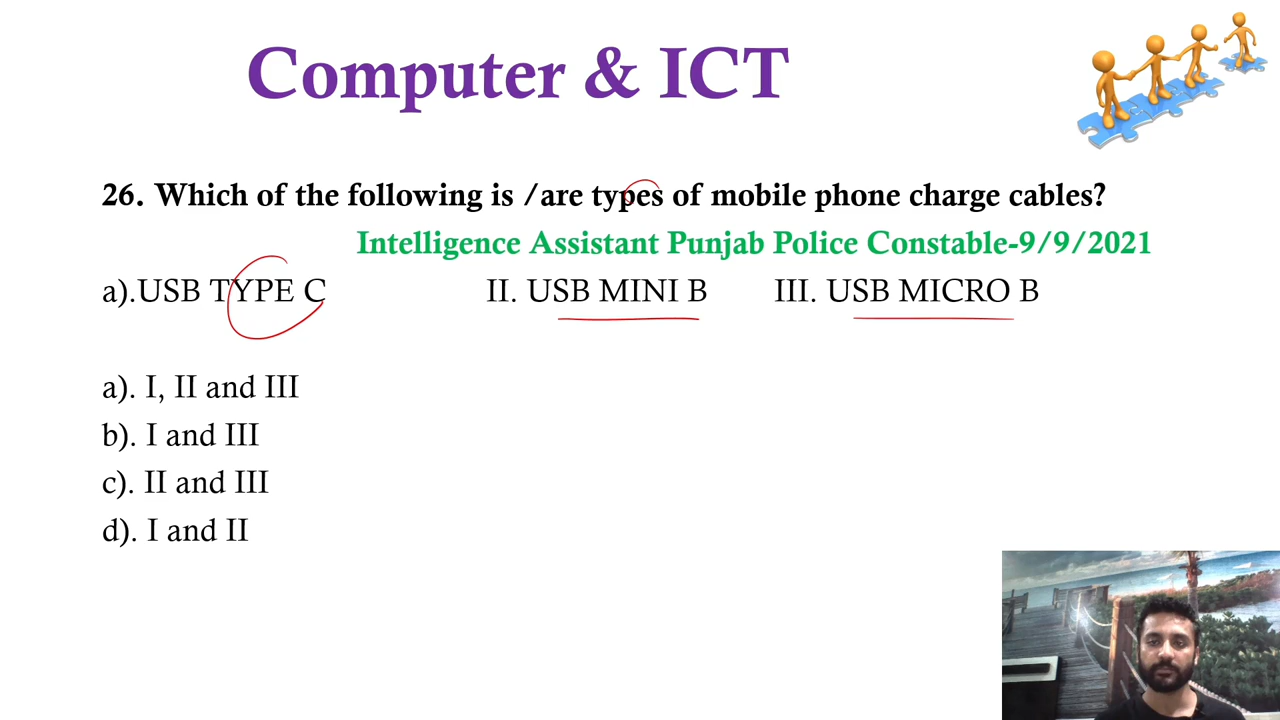 Computer & ICT
26. Which of the following is /are types of mobile phone charge cables?
Intelligence Assistant Punjab Police Constable-9/9/2021
a).USB TYPE C II. USB MINI B III. USB MICRO B
a). I, II and III
b). I and III
c). II and III
d). I and II